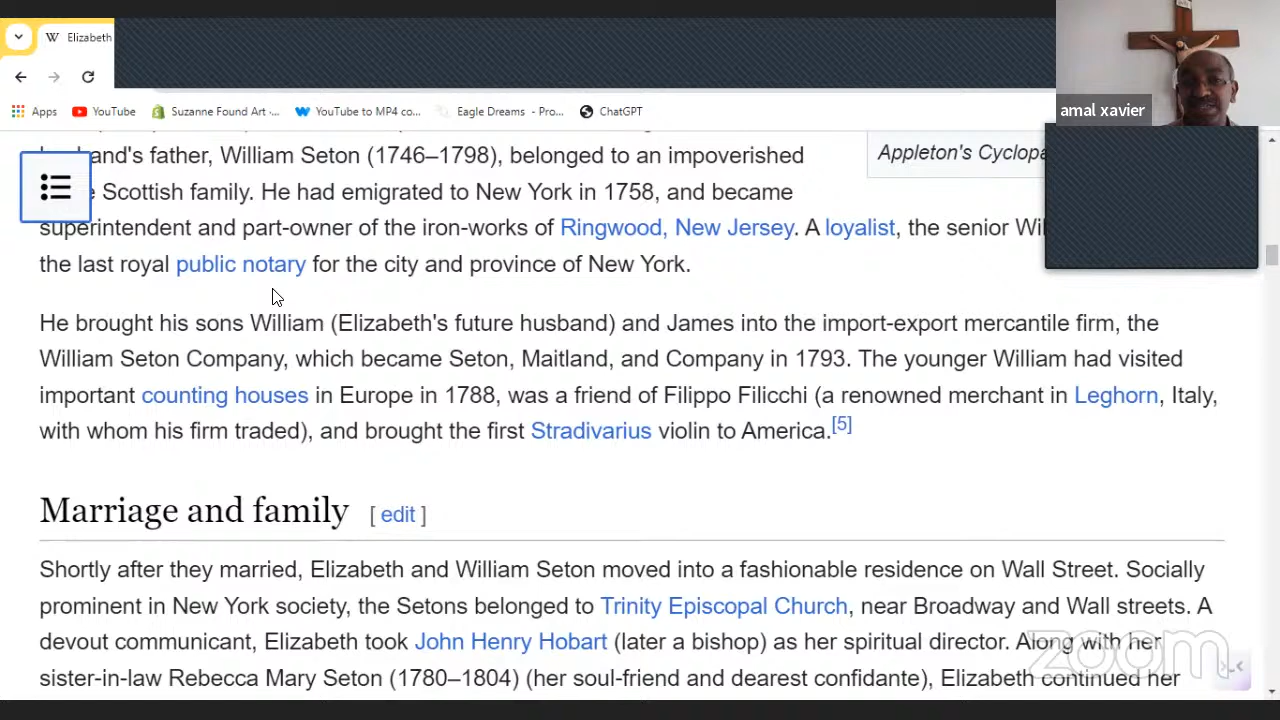 Elizabeth
Apps YouTube Suzanne Found Art -... YouTube to MP4 co... Eagle Dreams - Pro... ChatGPT
amal xavier
father, William Seton (1746–1798), belonged to an impoverished
Scottish family. He had emigrated to New York in 1758, and became
superintendent and part-owner of the iron-works of Ringwood, New Jersey. A loyalist, the senior
the last royal public notary for the city and province of New York.
Appleton's
He brought his sons William (Elizabeth's future husband) and James into the import-export mercantile firm, the
William Seton Company, which became Seton, Maitland, and Company in 1793. The younger William had visited
important counting houses in Europe in 1788, was a friend of Filippo Filicchi (a renowned merchant in Leghorn, Italy,
with whom his firm traded), and brought the first Stradivarius violin to America.[5]
Marriage and family [ edit ]
Shortly after they married, Elizabeth and William Seton moved into a fashionable residence on Wall Street. Socially
prominent in New York society, the Setons belonged to Trinity Episcopal Church, near Broadway and Wall streets. A
devout communicant, Elizabeth took John Henry Hobart (later a bishop) as her spiritual director. Along with her
sister-in-law Rebecca Mary Seton (1780–1804) (her soul-friend and dearest confidante), Elizabeth continued her
zoom